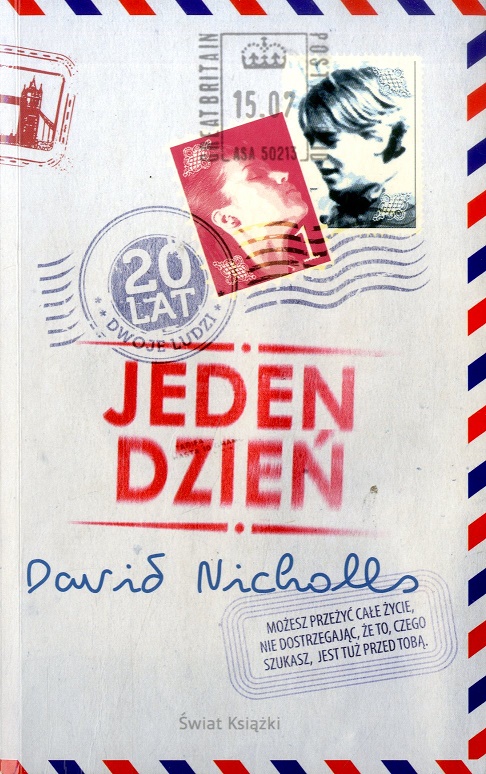 GREAT BRITAIN
POST
15.07
ASA 50213
1
20
LAT
DWOJE LUDZI
JEDEN
DZIEŃ
David Nicholls
MOŻESZ PRZEŻYĆ CAŁE ŻYCIE,
NIE DOSTRZEGAJĄC, ŻE TO, CZEGO
SZUKASZ, JEST TUŻ PRZED TOBĄ.
Świat Książki